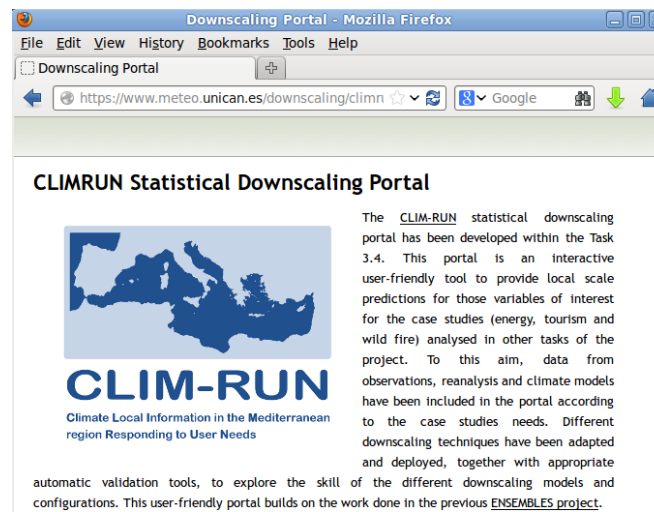 Downscaling Portal - Mozilla Firefox
File Edit View History Bookmarks Tools Help
Downscaling Portal
https://www.meteo.unican.es/downscaling/climn
8 Google
CLIMRUN Statistical Downscaling Portal
The CLIM-RUN statistical downscaling
portal has been developed within the Task
3.4. This portal is an interactive
user-friendly tool to provide local scale
predictions for those variables of interest
for the case studies (energy, tourism and
wild fire) analysed in other tasks of the
project. To this aim, data from
observations, reanalysis and climate models
have been included in the portal according
to the case studies needs. Different
downscaling techniques have been adapted
and deployed, together with appropriate
CLIM-RUN
Climate Local Information in the Mediterranean
region Responding to User Needs
automatic validation tools, to explore the skill of the different downscaling models and
configurations. This user-friendly portal builds on the work done in the previous ENSEMBLES project.